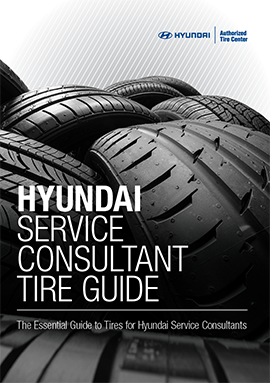 HYUNDAI
Authorized
Tire Center
HYUNDAI
SERVICE
CONSULTANT
TIRE GUIDE
The Essential Guide to Tires for Hyundai Service Consultants